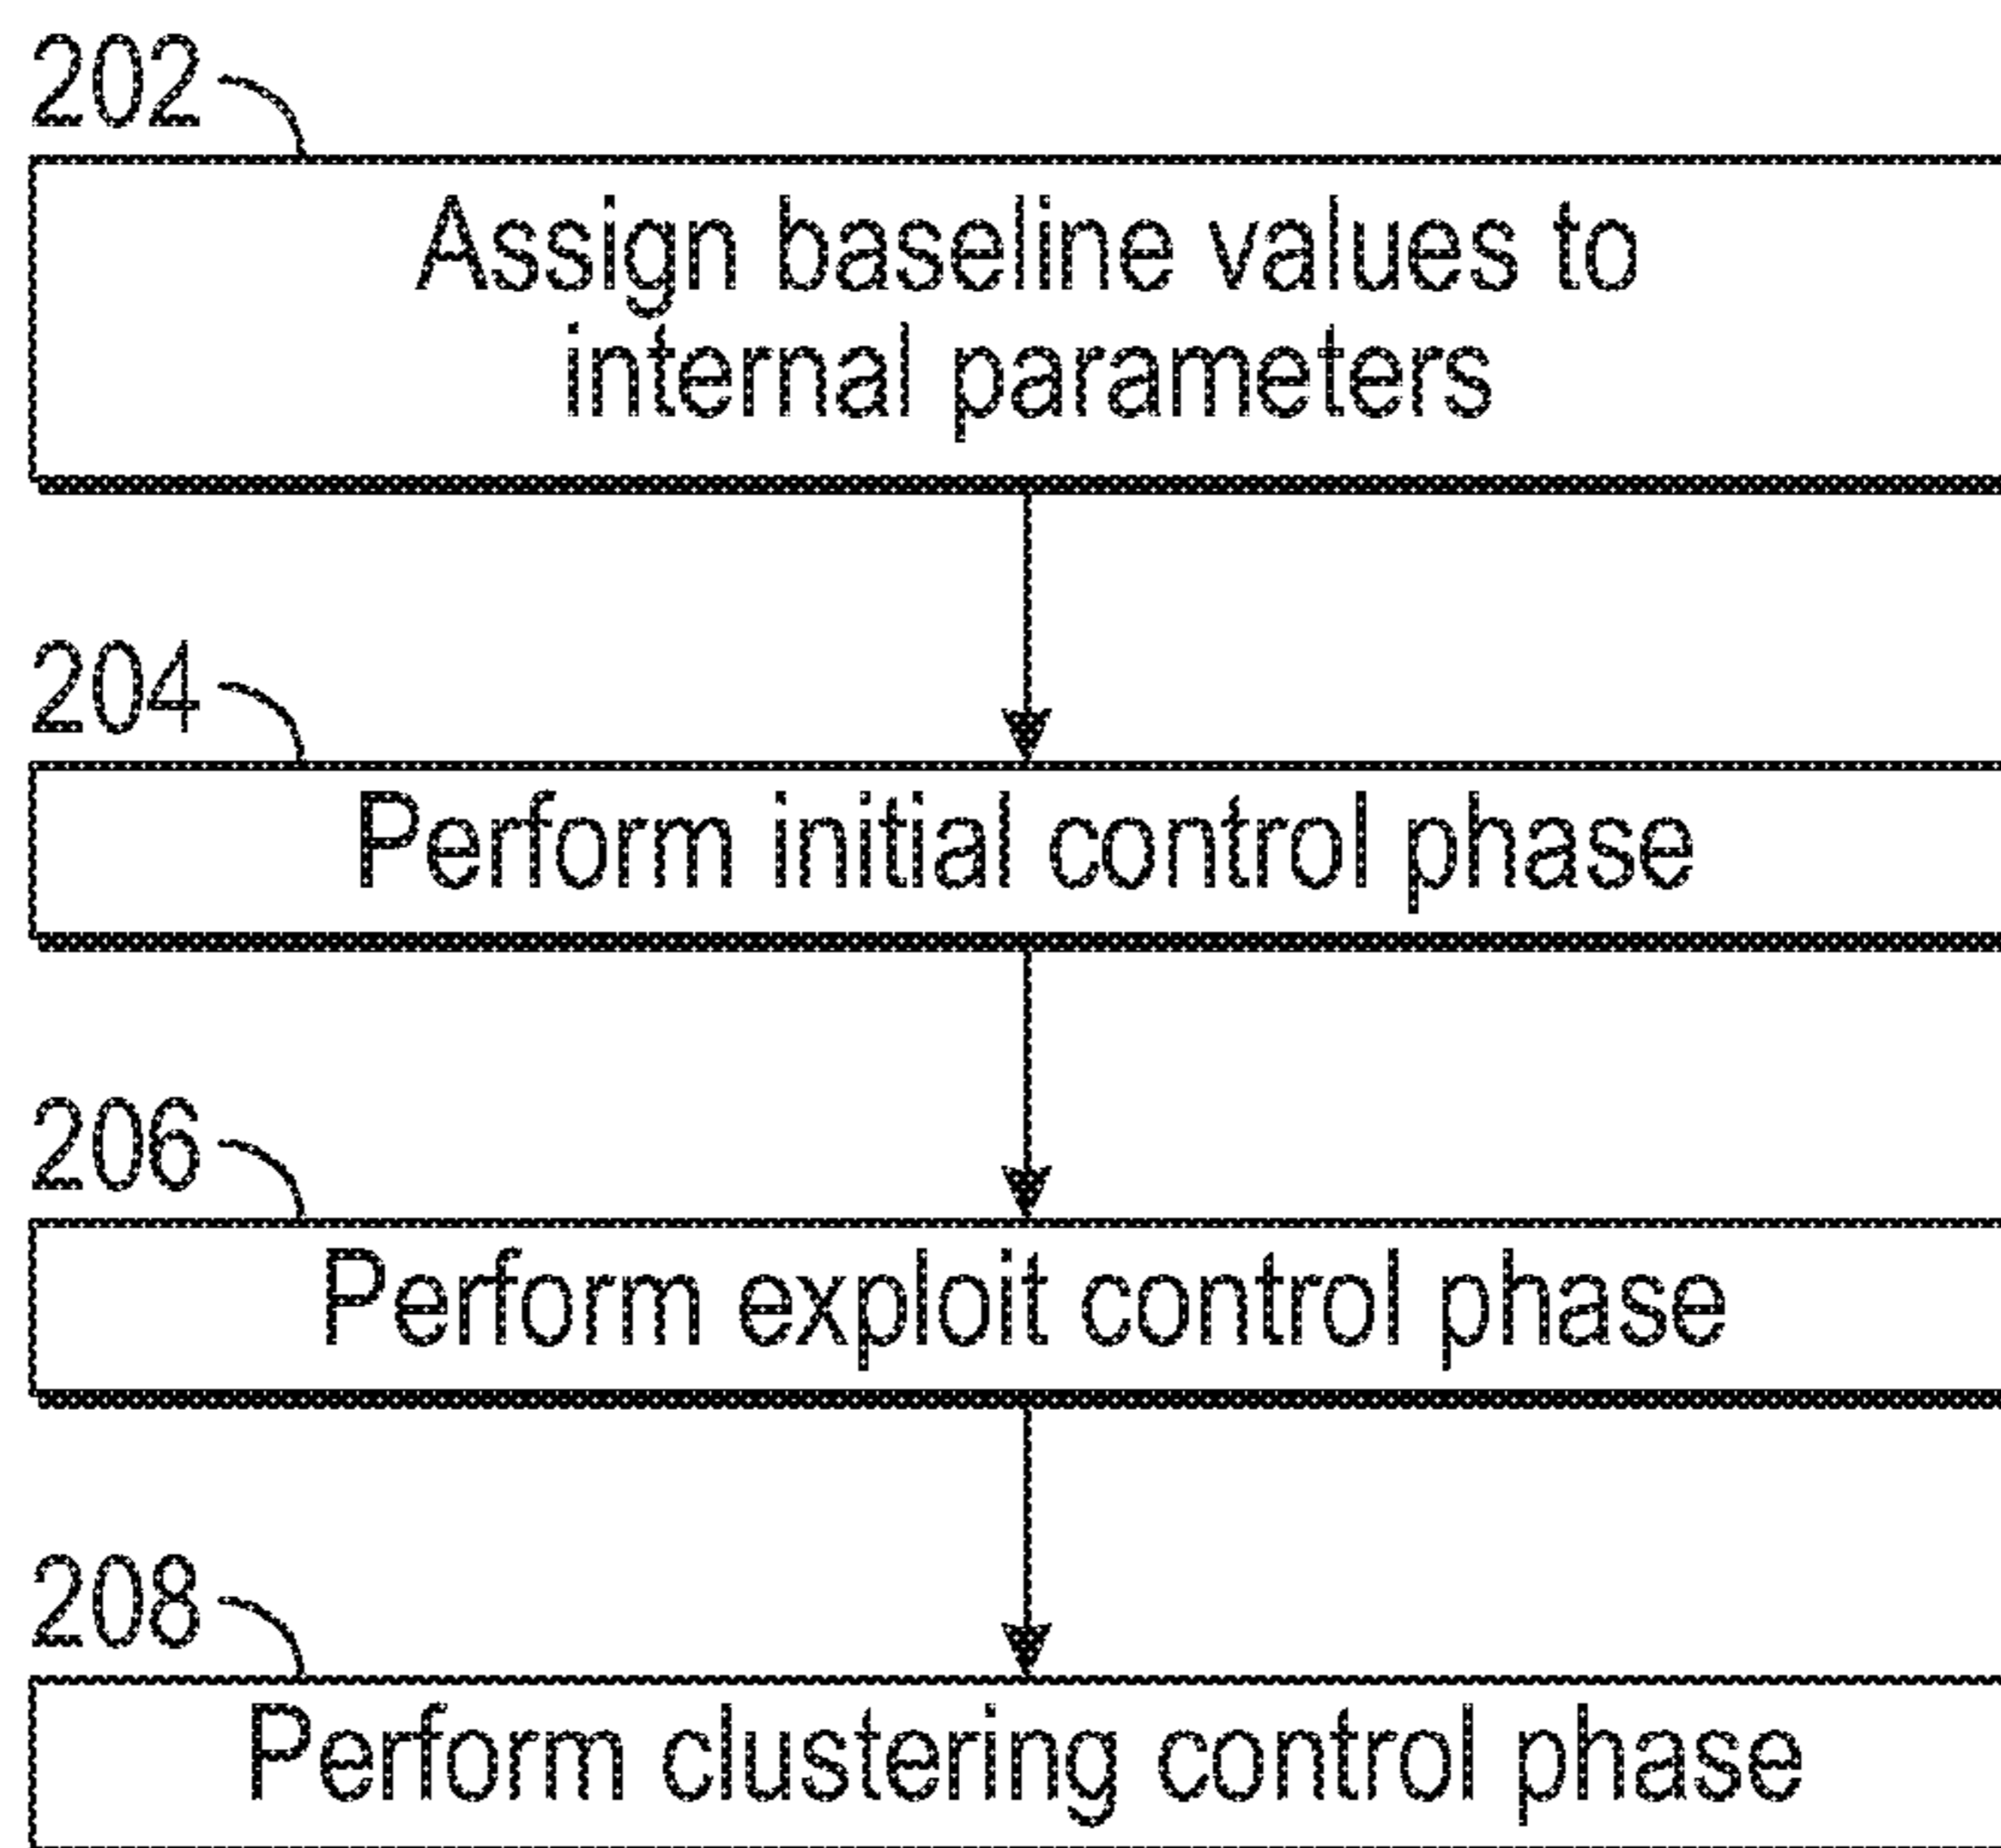 202
Assign baseline values to
internal parameters
204
Perform initial control phase
206
Perform exploit control phase
208
Perform clustering control phase